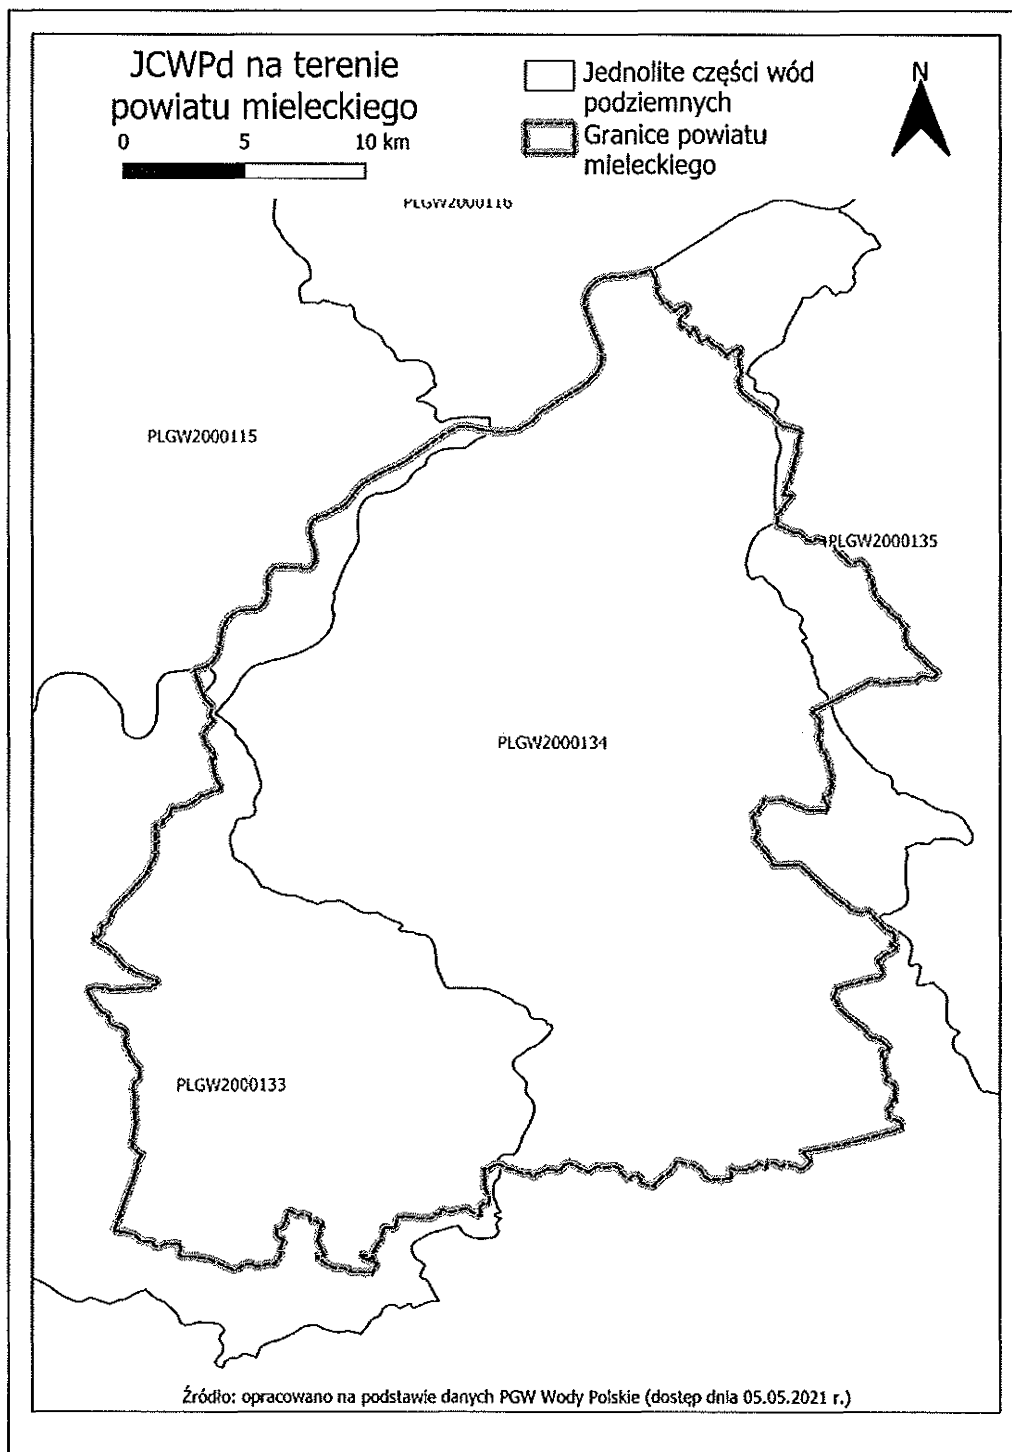 JCWPd na terenie
powiatu mieleckiego
0 5 10 km
Jednolite części wód
podziemnych
Granice powiatu
mieleckiego
N
PLGW2000116
PLGW2000115
PLGW2000135
PLGW2000134
PLGW2000133
Źródło: opracowano na podstawie danych PGW Wody Polskie (dostęp dnia 05.05.2021 r.)